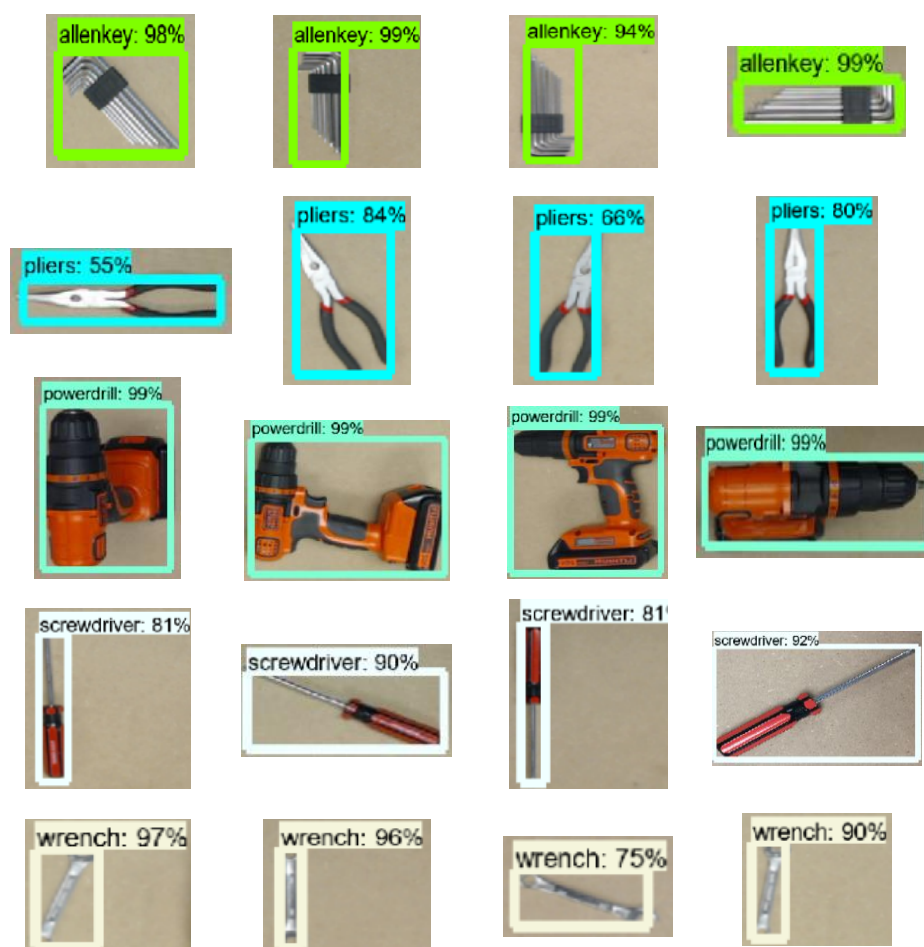 allenkey: 98%
allenkey: 99%
allenkey: 94%
allenkey: 99%
pliers: 55%
pliers: 84%
pliers: 66%
pliers: 80%
powerdrill: 99%
powerdrill: 99%
powerdrill: 99%
powerdrill: 99%
screwdriver: 81%
screwdriver: 90%
screwdriver: 81%
screwdriver: 92%
wrench: 97%
wrench: 96%
wrench: 75%
wrench: 90%